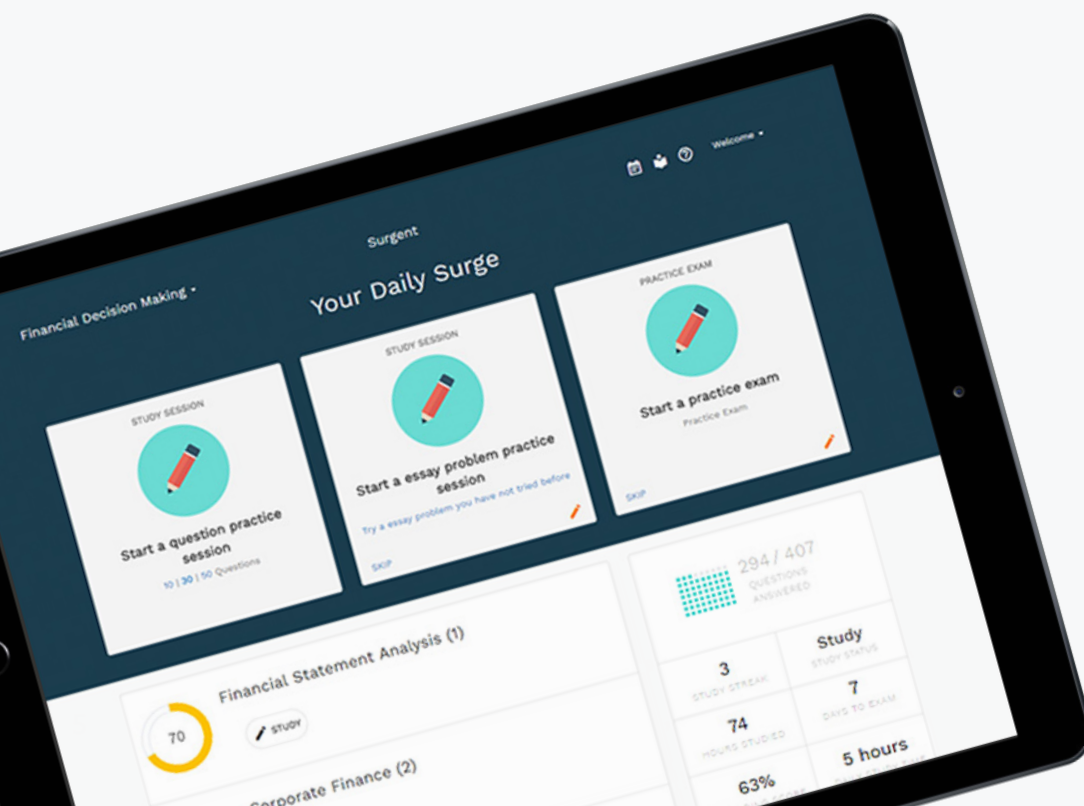 Welcome
Surgent
Financial Decision Making
Your Daily Surge
STUDY SESSION
Start a question practice
session
10 | 30 | 50 Questions
STUDY SESSION
Start a essay problem practice
session
Try a essay problem you have not tried before
SKIP
PRACTICE EXAM
Start a practice exam
Practice Exam
SKIP
Financial Statement Analysis (1)
70
STUDY
Corporate Finance (2)
294 / 407
QUESTIONS
ANSWERED
3
STUDY STREAK
Study
STUDY STATUS
74
HOURS STUDIED
7
DAYS TO EXAM
63%
5 hours